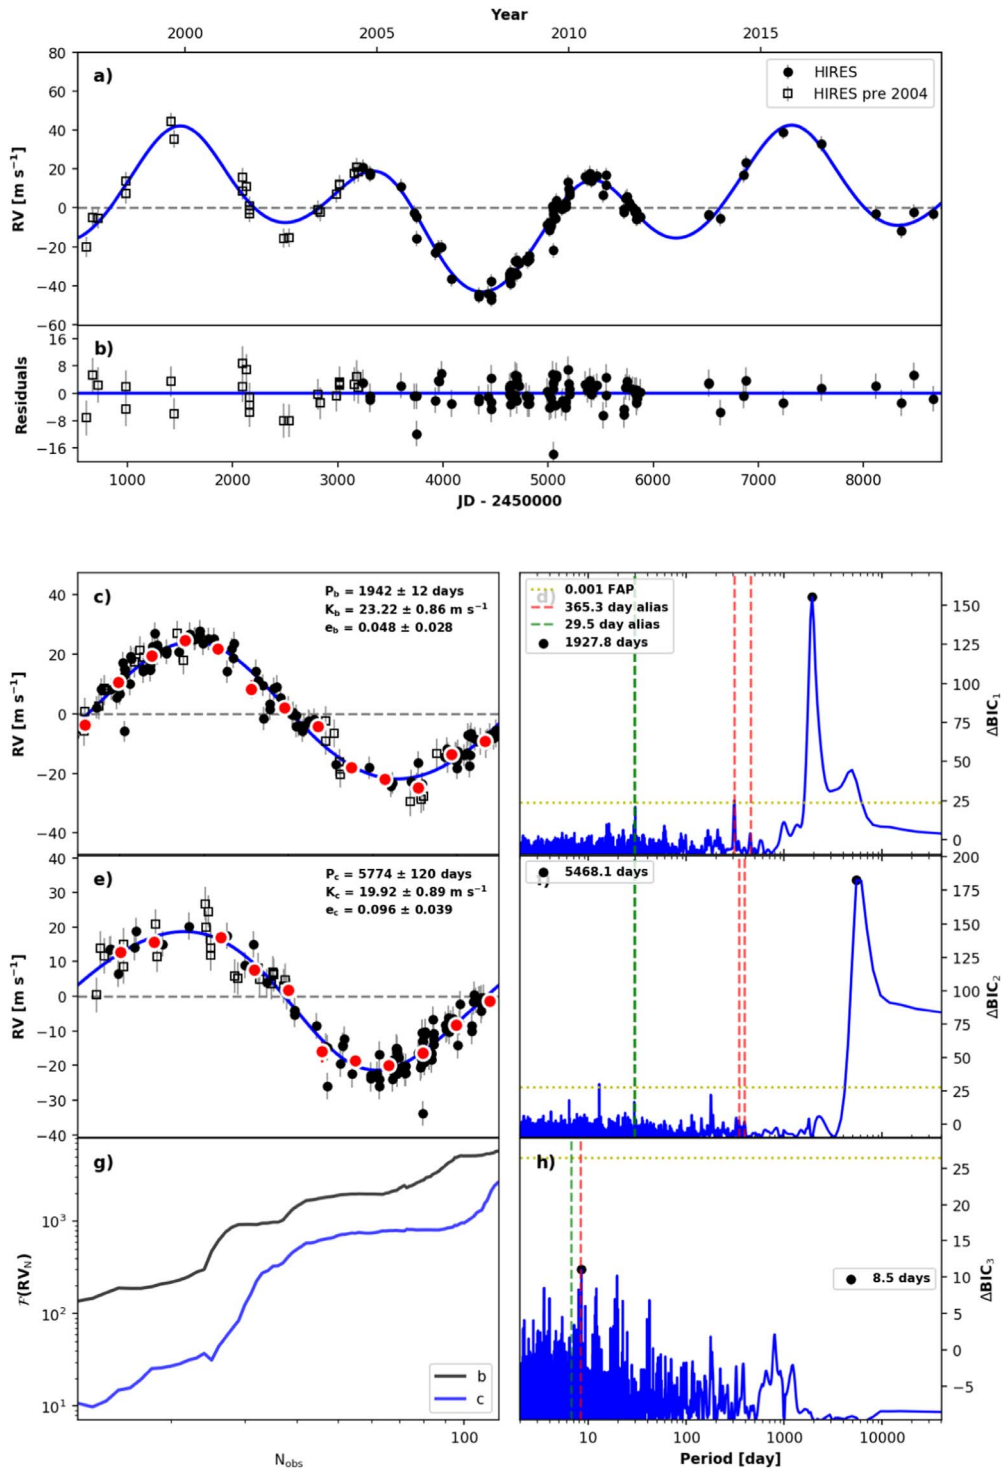 Year
2000 2005 2010 2015
a)
HIRES
HIRES pre 2004
80
60
40
20
0
−20
−40
−60
RV [m s⁻¹]
b)
16
8
0
−8
−16
Residuals
1000 2000 3000 4000 5000 6000 7000 8000
JD - 2450000
c)
P_b = 1942 ± 12 days
K_b = 23.22 ± 0.86 m s⁻¹
e_b = 0.048 ± 0.028
40
20
0
−20
−40
RV [m s⁻¹]
d)
0.001 FAP
365.3 day alias
29.5 day alias
1927.8 days
150
125
100
75
50
25
0
ΔBIC₁
e)
P_c = 5774 ± 120 days
K_c = 19.92 ± 0.89 m s⁻¹
e_c = 0.096 ± 0.039
40
30
20
10
0
−10
−20
−30
−40
RV [m s⁻¹]
5468.1 days
200
175
150
125
100
75
50
25
0
ΔBIC₂
g)
10³
10²
10¹
ℱ(RV_N)
b
c
100
N_obs
h)
8.5 days
25
20
15
10
5
0
−5
ΔBIC₃
10 100 1000 10000
Period [day]